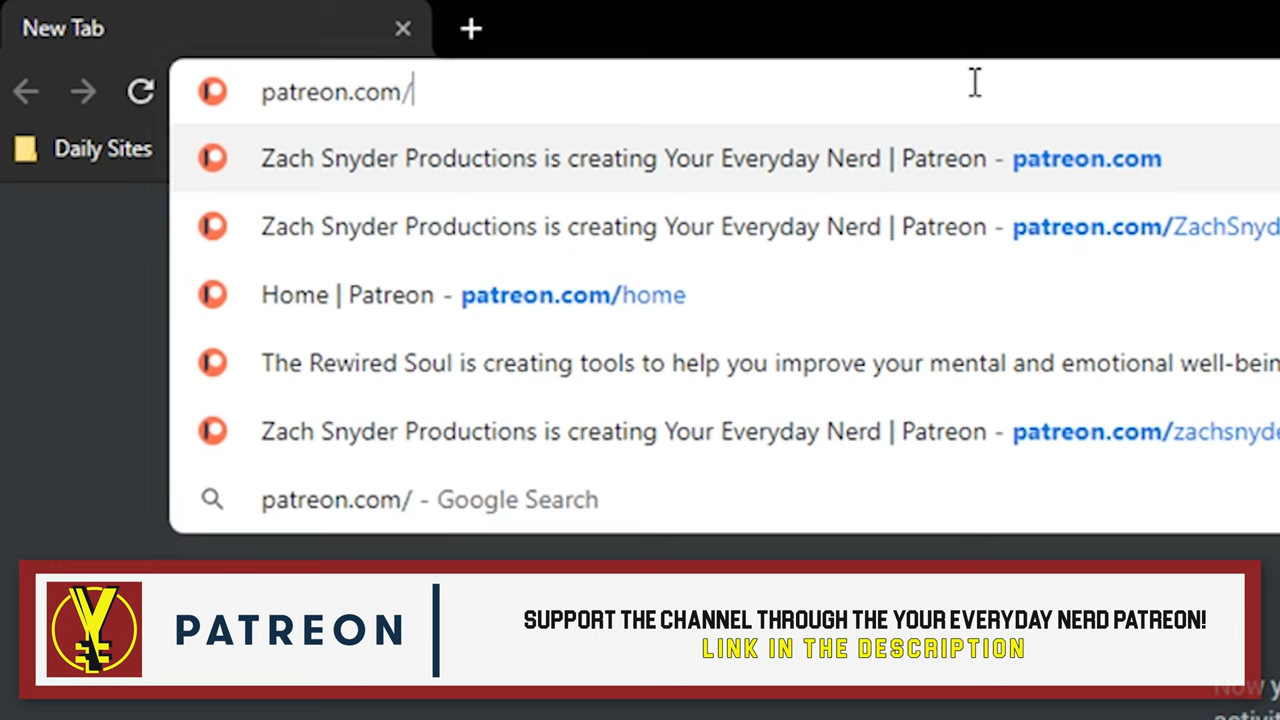 New Tab
patreon.com/
Daily Sites
Zach Snyder Productions is creating Your Everyday Nerd | Patreon - patreon.com
Zach Snyder Productions is creating Your Everyday Nerd | Patreon - patreon.com/ZachSnyd
Home | Patreon - patreon.com/home
The Rewired Soul is creating tools to help you improve your mental and emotional well-bein
Zach Snyder Productions is creating Your Everyday Nerd | Patreon - patreon.com/zachsnyde
patreon.com/ - Google Search
PATREON
SUPPORT THE CHANNEL THROUGH THE YOUR EVERYDAY NERD PATREON!
LINK IN THE DESCRIPTION
Now y